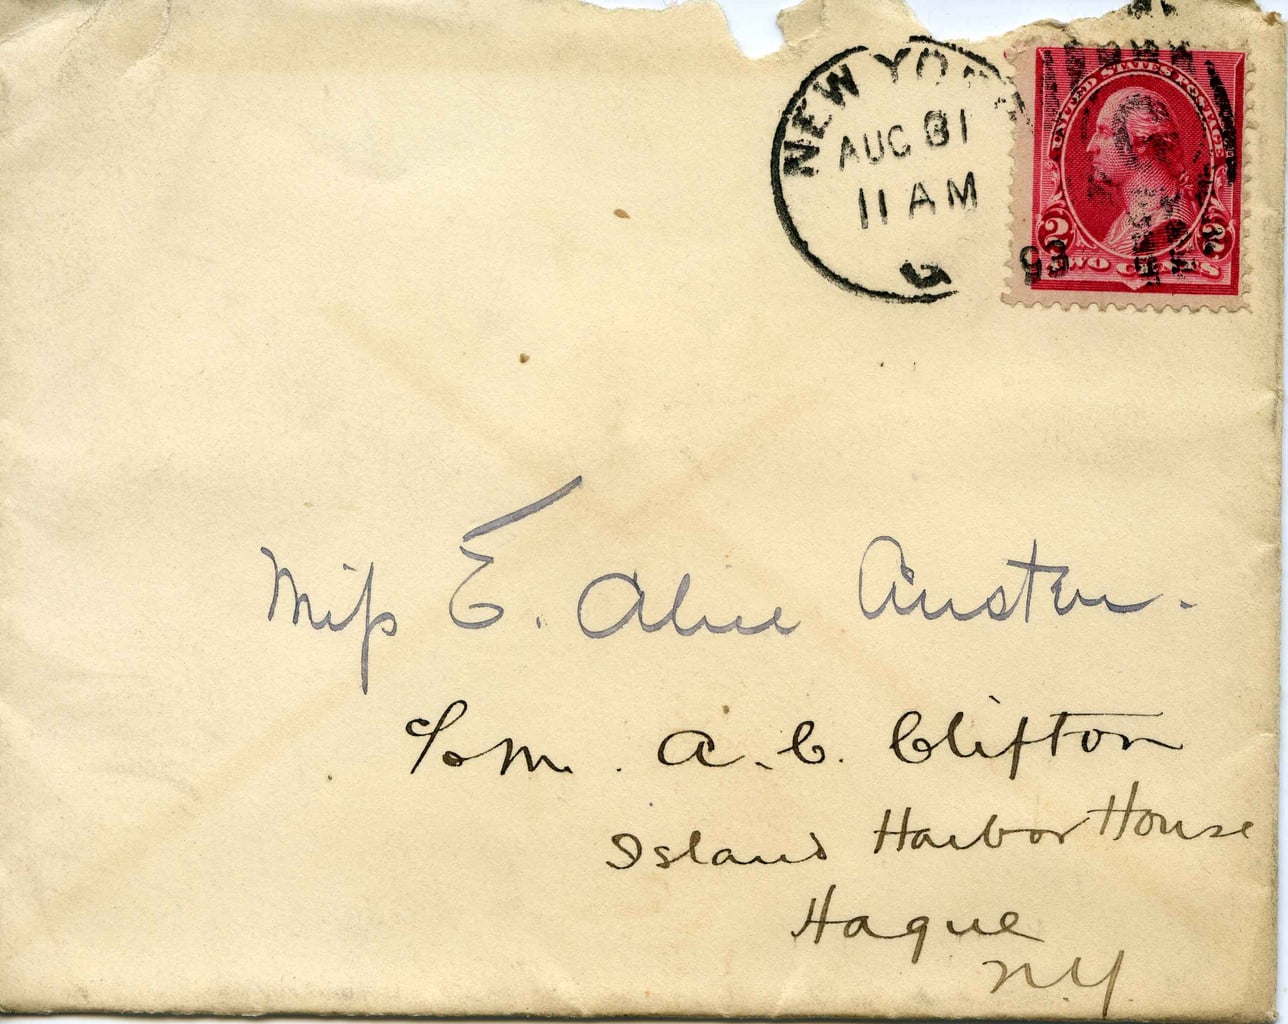 NEW YORK
AUG 31
11 AM
93
UNITED STATES POSTAGE
2 2
TWO CENTS
Miss E. Alice Austen.
c/o M. A. C. Clifton
Island Harbor House
Hague
N.Y.